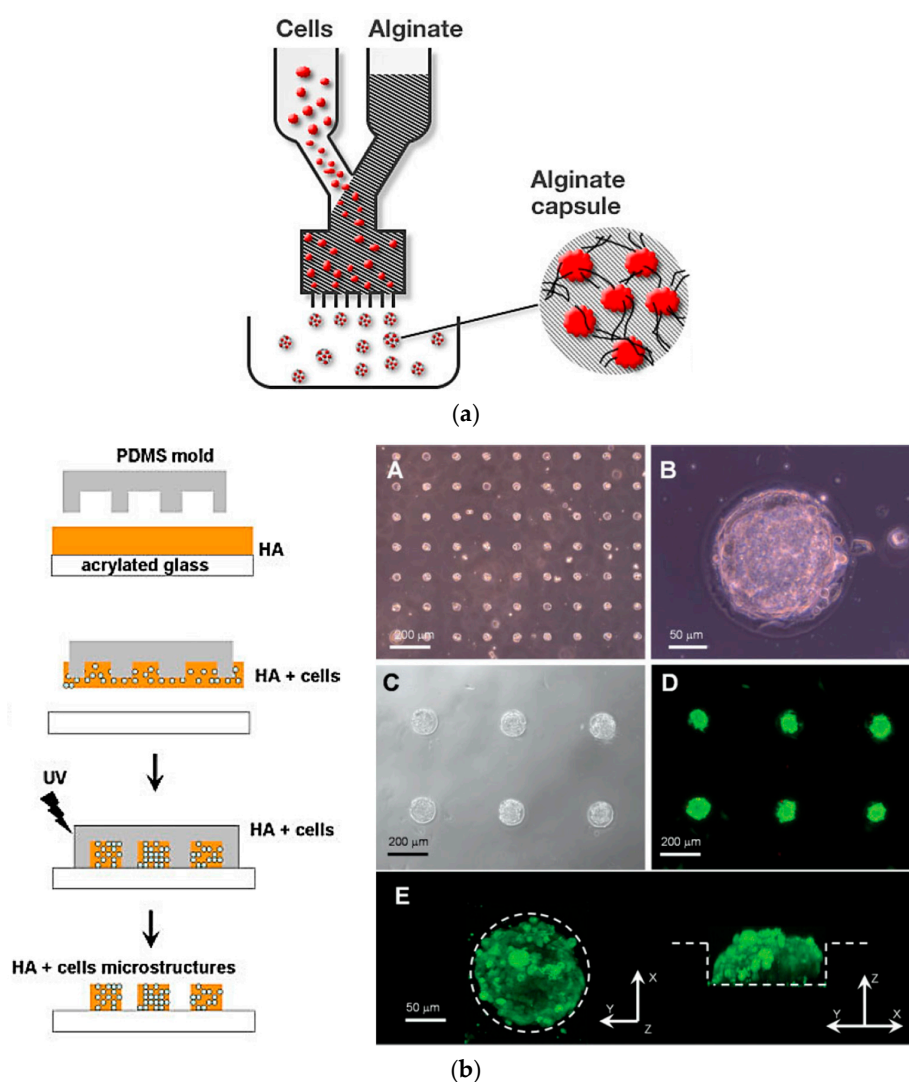 Cells Alginate
Alginate
capsule
(a)
PDMS mold
HA
acrylated glass
HA + cells
UV
HA + cells
HA + cells microstructures
A
200 μm
B
50 μm
C
200 μm
D
200 μm
E
50 μm
X
Y
Z
Z
Y
X
(b)